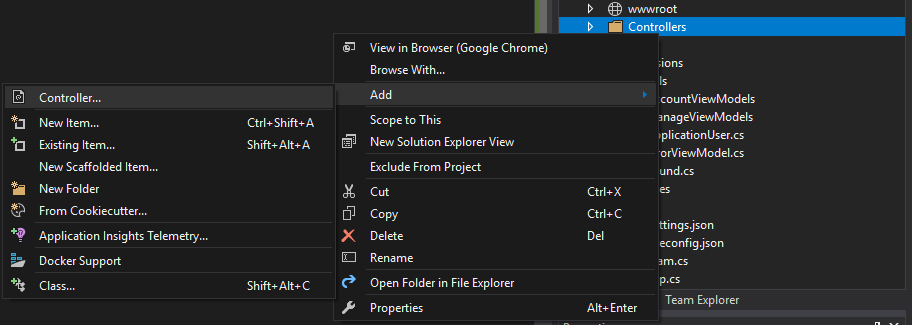 wwwroot
Controllers
View in Browser (Google Chrome)
Browse With...
Add
Scope to This
New Solution Explorer View
Exclude From Project
Cut Ctrl+X
Copy Ctrl+C
Delete Del
Rename
Open Folder in File Explorer
Properties Alt+Enter
Controller...
New Item... Ctrl+Shift+A
Existing Item... Shift+Alt+A
New Scaffolded Item...
New Folder
From Cookiecutter...
Application Insights Telemetry...
Docker Support
Class... Shift+Alt+C
sions
ls
countViewModels
anageViewModels
plicationUser.cs
rorViewModel.cs
und.cs
es
ttings.json
econfig.json
am.cs
p.cs
Team Explorer